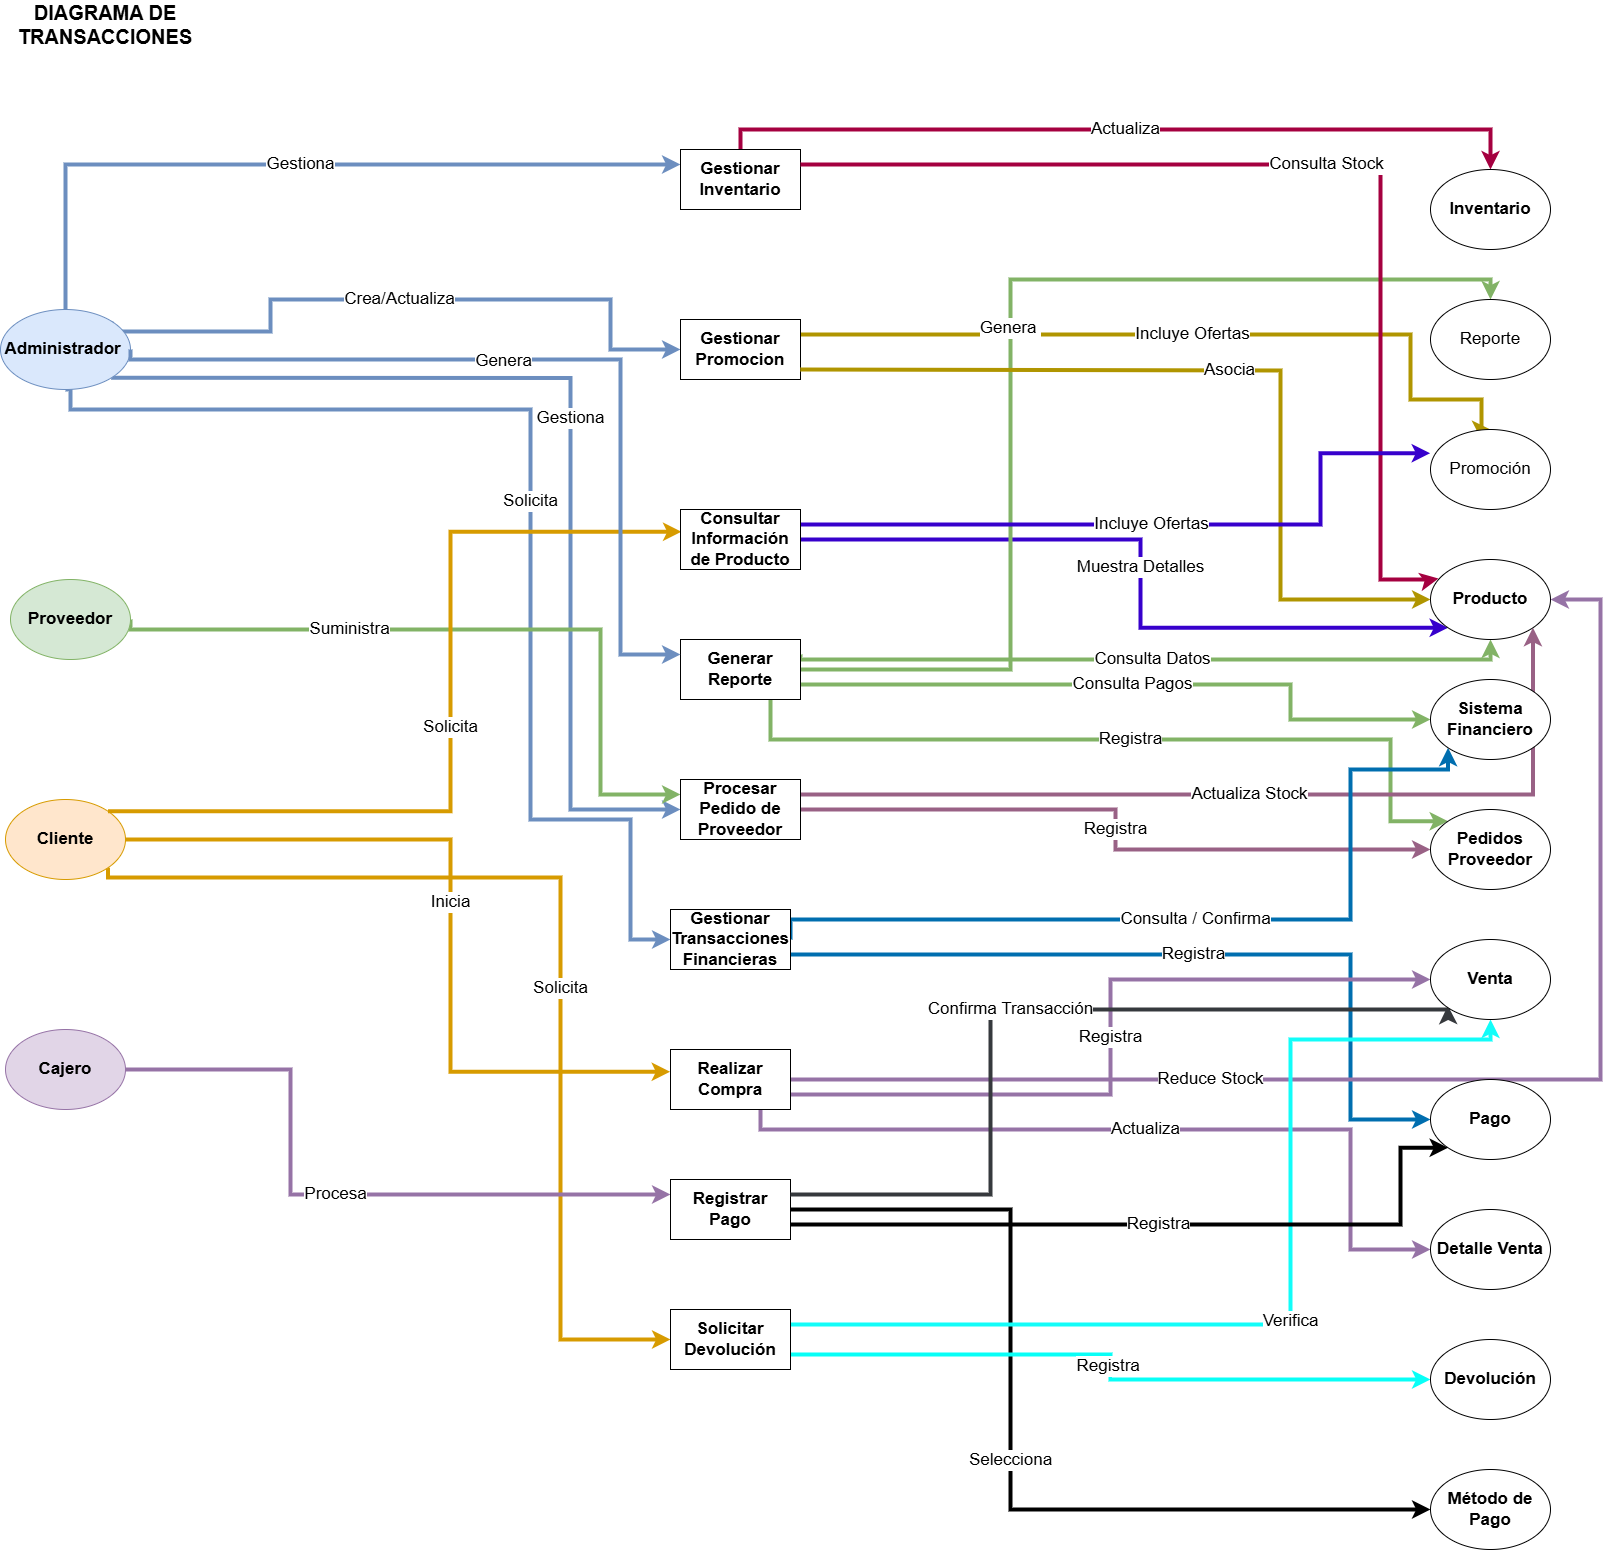 DIAGRAMA DE
TRANSACCIONES
Actualiza
Gestiona
Gestionar
Inventario
Consulta Stock
Inventario
Crea/Actualiza
Administrador
Genera
Gestiona
Solicita
Gestionar
Promocion
Genera
Incluye Ofertas
Asocia
Reporte
Promoción
Consultar
Información
de Producto
Incluye Ofertas
Muestra Detalles
Producto
Proveedor
Suministra
Generar
Reporte
Consulta Datos
Consulta Pagos
Registra
Sistema
Financiero
Solicita
Procesar
Pedido de
Proveedor
Actualiza Stock
Registra
Pedidos
Proveedor
Cliente
Inicia
Solicita
Gestionar
Transacciones
Financieras
Consulta / Confirma
Registra
Venta
Confirma Transacción
Registra
Cajero
Realizar
Compra
Reduce Stock
Actualiza
Pago
Procesa
Registrar
Pago
Registra
Detalle Venta
Solicitar
Devolución
Verifica
Registra
Devolución
Selecciona
Método de
Pago